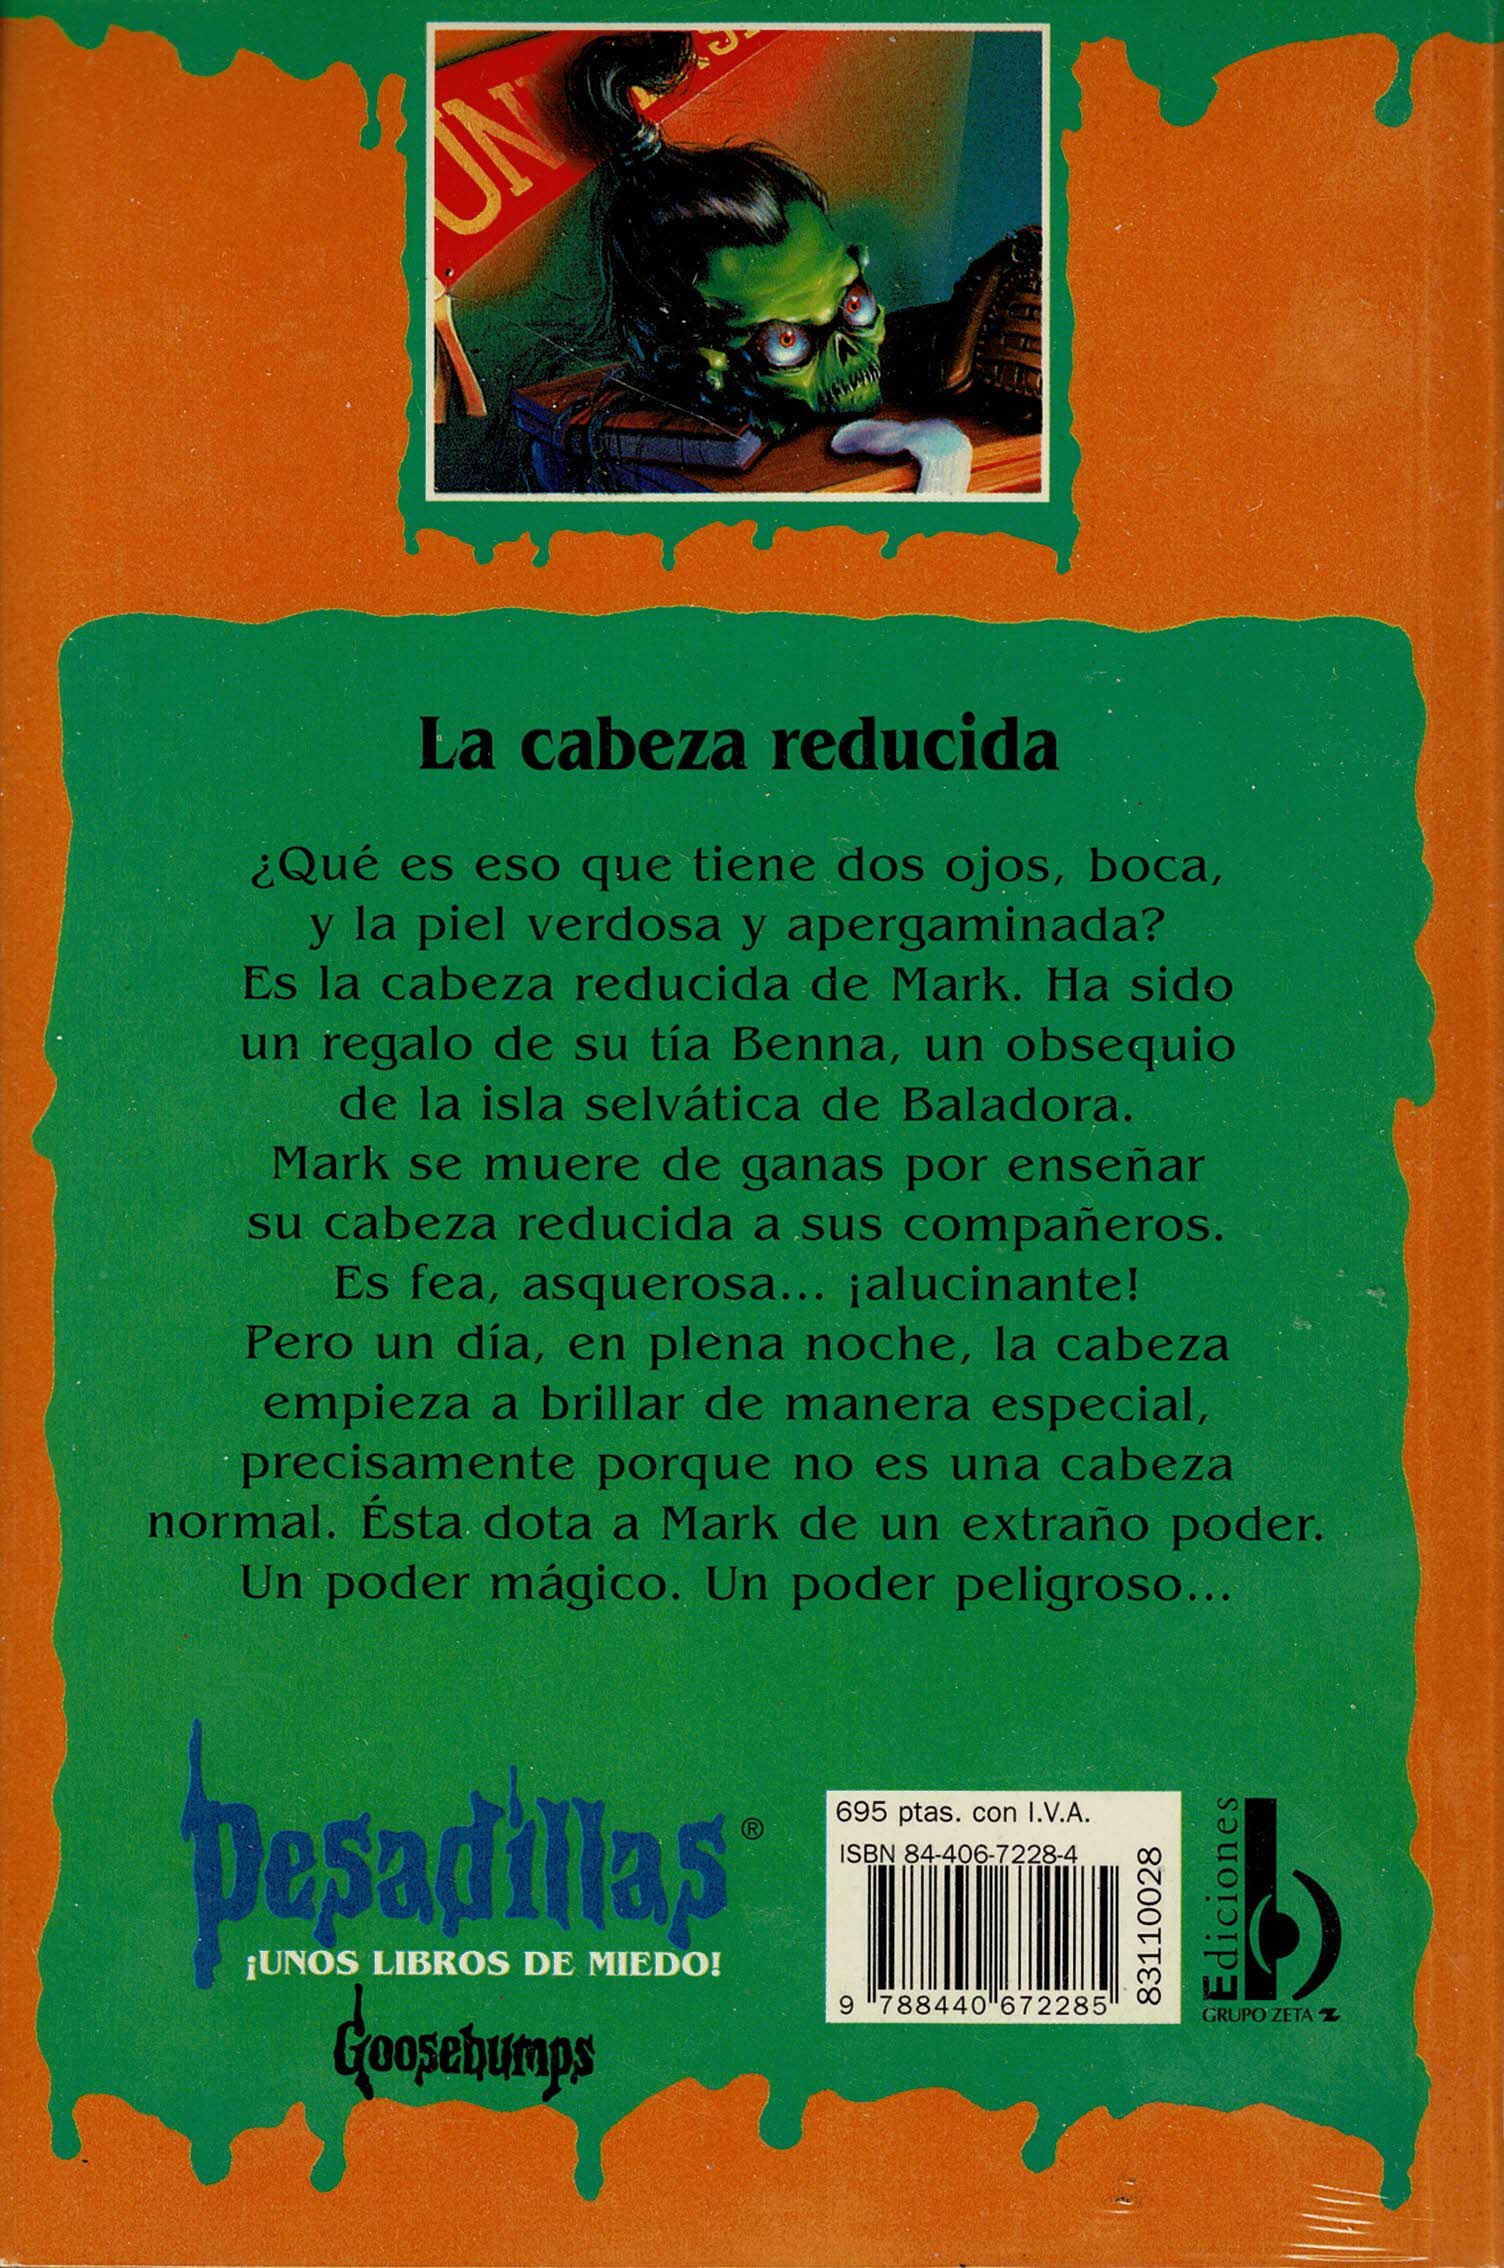 La cabeza reducida
¿Qué es eso que tiene dos ojos, boca,
y la piel verdosa y apergaminada?
Es la cabeza reducida de Mark. Ha sido
un regalo de su tía Benna, un obsequio
de la isla selvática de Baladora.
Mark se muere de ganas por enseñar
su cabeza reducida a sus compañeros.
Es fea, asquerosa... ¡alucinante!
Pero un día, en plena noche, la cabeza
empieza a brillar de manera especial,
precisamente porque no es una cabeza
normal. Ésta dota a Mark de un extraño poder.
Un poder mágico. Un poder peligroso...
Pesadillas®
¡UNOS LIBROS DE MIEDO!
Goosebumps
695 ptas. con I.V.A.
ISBN 84-406-7228-4
9 788440 672285
83110028
Ediciones
b
GRUPO ZETA Z